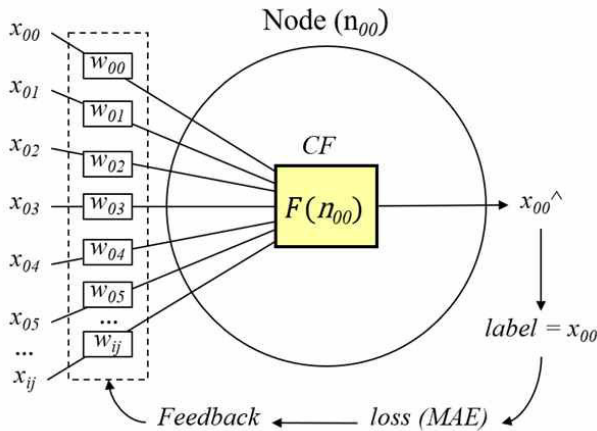 Node (n00)
x00
w00
x01
w01
x02
w02
CF
x03
w03
F(n00)
x00^
x04
w04
x05
w05
...
...
wij
xij
label = x00
Feedback
loss (MAE)